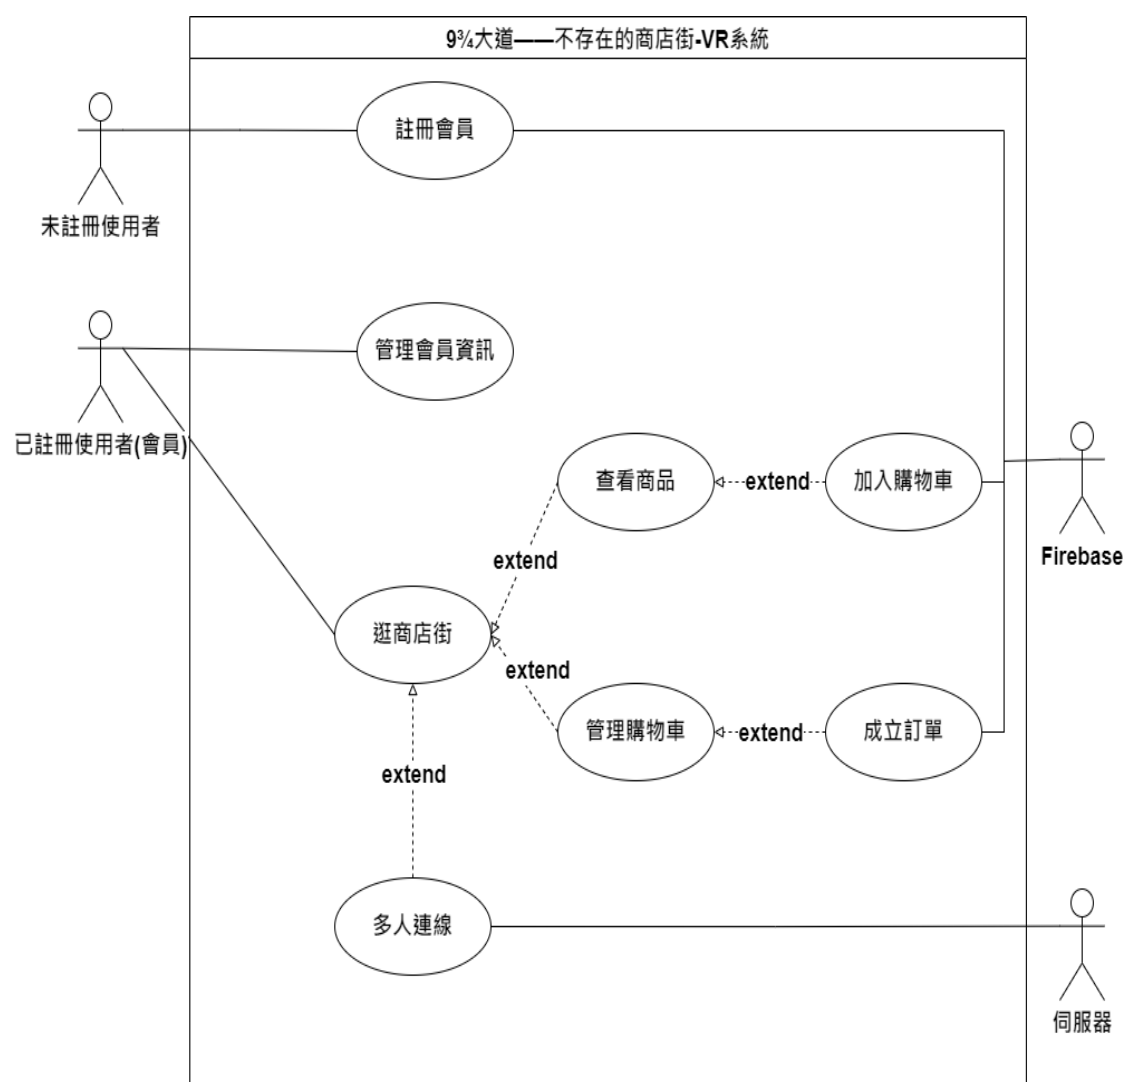 9¾大道——不存在的商店街-VR系統
註冊會員
未註冊使用者
管理會員資訊
已註冊使用者(會員)
查看商品
extend
加入購物車
Firebase
extend
逛商店街
extend
管理購物車
extend
成立訂單
extend
多人連線
伺服器